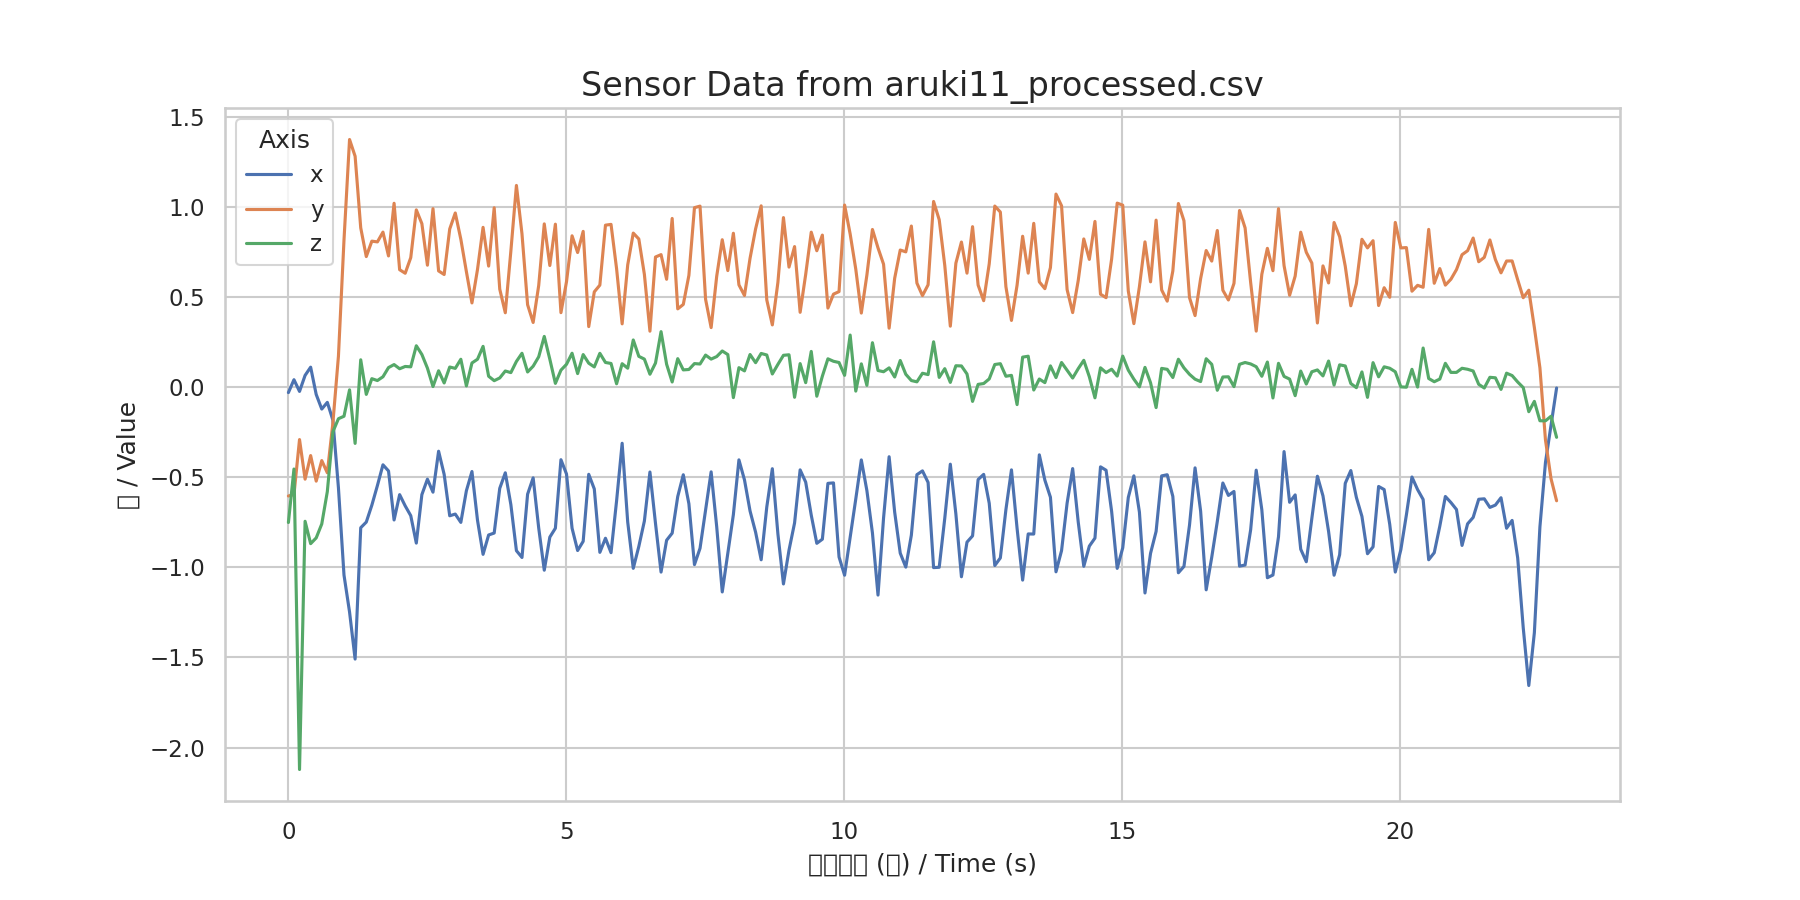 Sensor Data from aruki11_processed.csv
1.5
1.0
0.5
0.0
−0.5
−1.0
−1.5
−2.0
/ Value
Axis
x
y
z
0 5 10 15 20
/ Time (s)